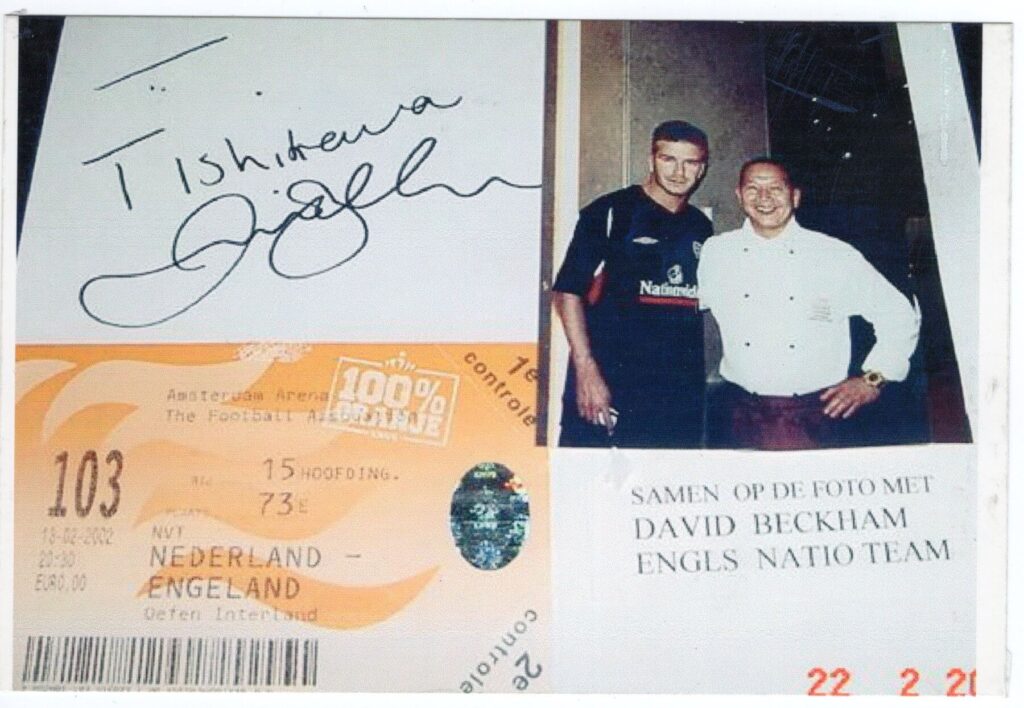 T Ishikawa
1e
controle
100%
ORANJE
Amsterdam Arena
The Football Association
103
15 HOOFDING.
73E
13-02-2002
20:30
EUR0,00
NVT
NEDERLAND -
ENGELAND
Oefen Interland
2e
controle
Nationwide
SAMEN OP DE FOTO MET
DAVID BECKHAM
ENGLS NATIO TEAM
22 2 20